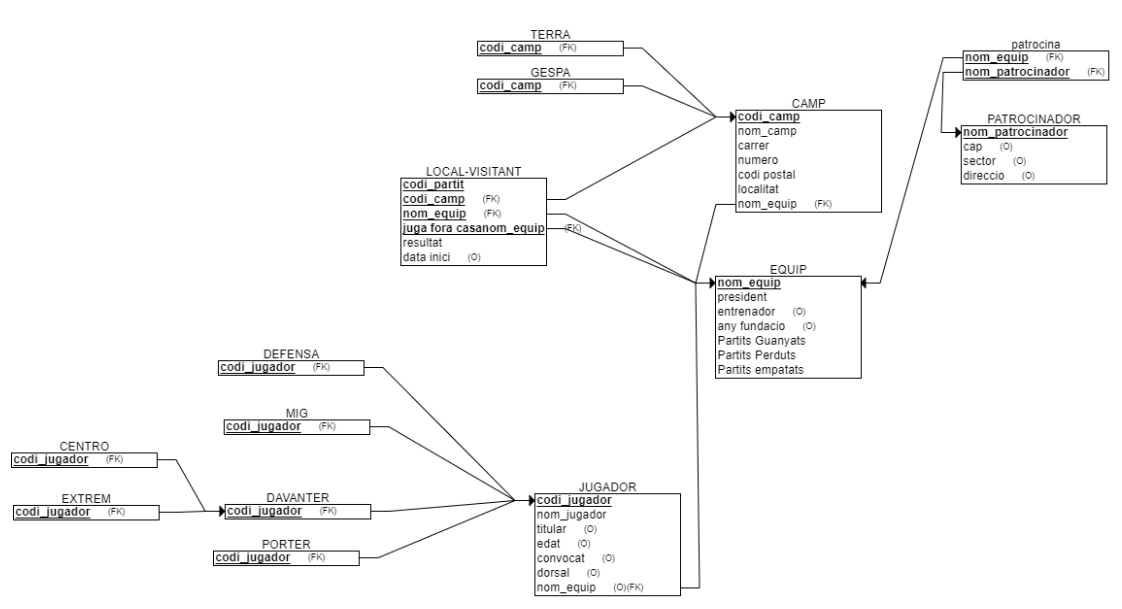 TERRA
codi_camp (FK)
GESPA
codi_camp (FK)
patrocina
nom_equip (FK)
nom_patrocinador (FK)
CAMP
codi_camp
nom_camp
carrer
numero
codi postal
localitat
nom_equip (FK)
PATROCINADOR
nom_patrocinador
cap (O)
sector (O)
direccio (O)
LOCAL-VISITANT
codi_partit
codi_camp (FK)
nom_equip (FK)
juga fora casanom_equip (FK)
resultat
data inici (O)
EQUIP
nom_equip
president
entrenador (O)
any fundacio (O)
Partits Guanyats
Partits Perduts
Partits empatats
DEFENSA
codi_jugador (FK)
MIG
codi_jugador (FK)
CENTRO
codi_jugador (FK)
EXTREM
codi_jugador (FK)
DAVANTER
codi_jugador (FK)
PORTER
codi_jugador (FK)
JUGADOR
codi_jugador
nom_jugador
titular (O)
edat (O)
convocat (O)
dorsal (O)
nom_equip (O)(FK)